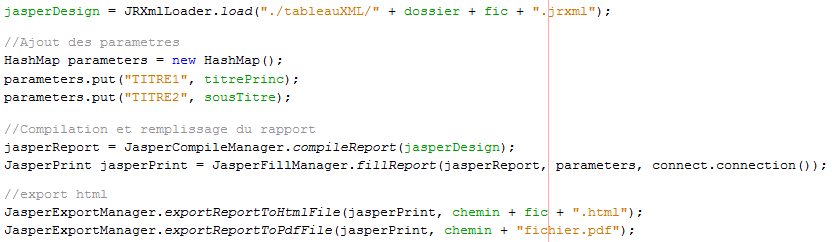 jasperDesign = JRXmlLoader.load("./tableauXML/" + dossier + fic + ".jrxml");
//Ajout des parametres
HashMap parameters = new HashMap();
parameters.put("TITRE1", titrePrinc);
parameters.put("TITRE2", sousTitre);
//Compilation et remplissage du rapport
jasperReport = JasperCompileManager.compileReport(jasperDesign);
JasperPrint jasperPrint = JasperFillManager.fillReport(jasperReport, parameters, connect.connection());
//export html
JasperExportManager.exportReportToHtmlFile(jasperPrint, chemin + fic + ".html");
JasperExportManager.exportReportToPdfFile(jasperPrint, chemin + "fichier.pdf");